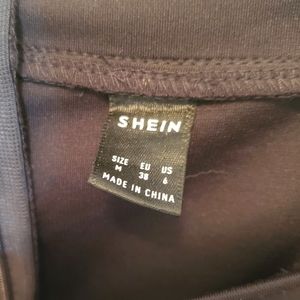 SHEIN
SIZE EU US
M 38 6
MADE IN CHINA